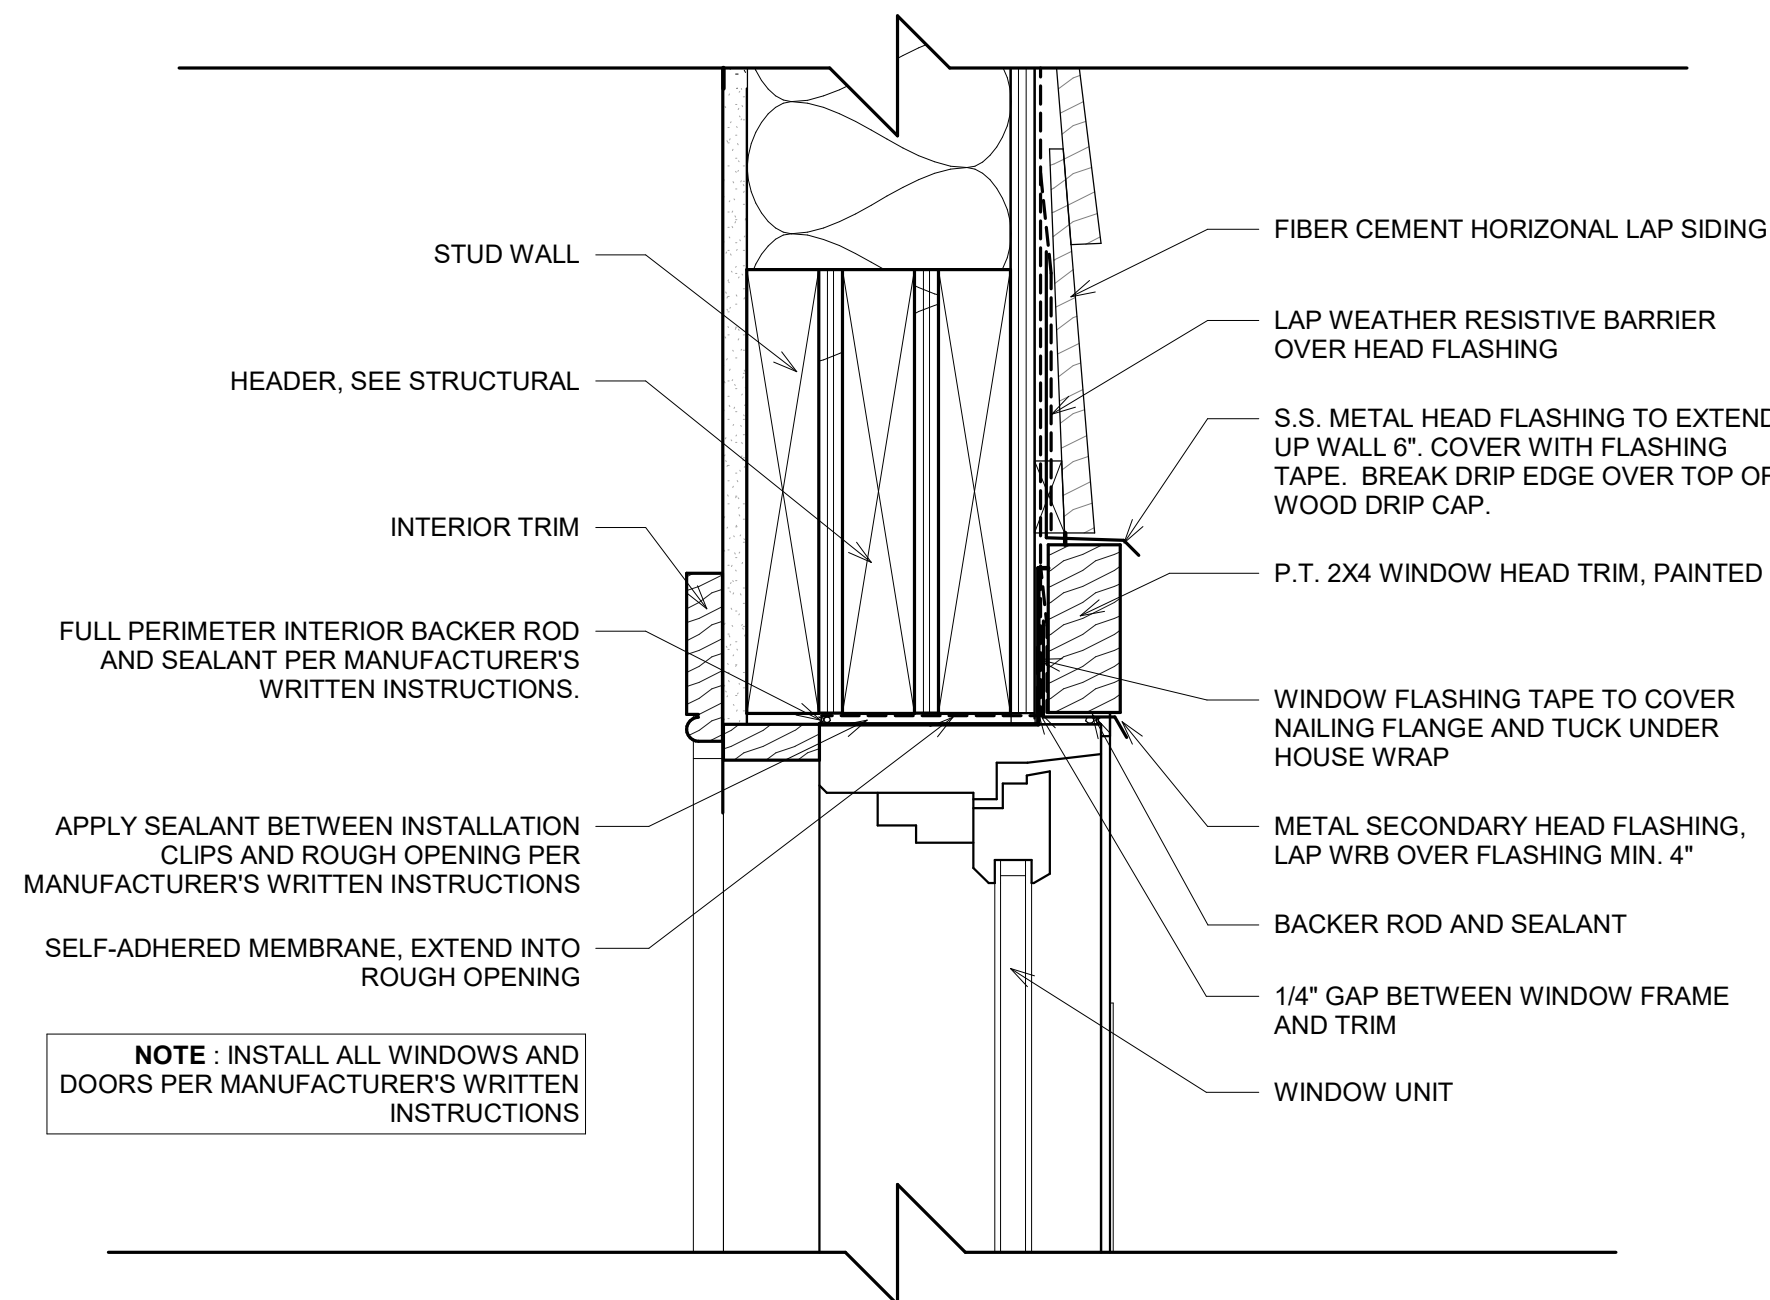 STUD WALL
HEADER, SEE STRUCTURAL
INTERIOR TRIM
FULL PERIMETER INTERIOR BACKER ROD
AND SEALANT PER MANUFACTURER'S
WRITTEN INSTRUCTIONS.
APPLY SEALANT BETWEEN INSTALLATION
CLIPS AND ROUGH OPENING PER
MANUFACTURER'S WRITTEN INSTRUCTIONS
SELF-ADHERED MEMBRANE, EXTEND INTO
ROUGH OPENING
NOTE : INSTALL ALL WINDOWS AND
DOORS PER MANUFACTURER'S WRITTEN
INSTRUCTIONS
FIBER CEMENT HORIZONAL LAP SIDING
LAP WEATHER RESISTIVE BARRIER
OVER HEAD FLASHING
S.S. METAL HEAD FLASHING TO EXTEND
UP WALL 6". COVER WITH FLASHING
TAPE. BREAK DRIP EDGE OVER TOP OF
WOOD DRIP CAP.
P.T. 2X4 WINDOW HEAD TRIM, PAINTED
WINDOW FLASHING TAPE TO COVER
NAILING FLANGE AND TUCK UNDER
HOUSE WRAP
METAL SECONDARY HEAD FLASHING,
LAP WRB OVER FLASHING MIN. 4"
BACKER ROD AND SEALANT
1/4" GAP BETWEEN WINDOW FRAME
AND TRIM
WINDOW UNIT